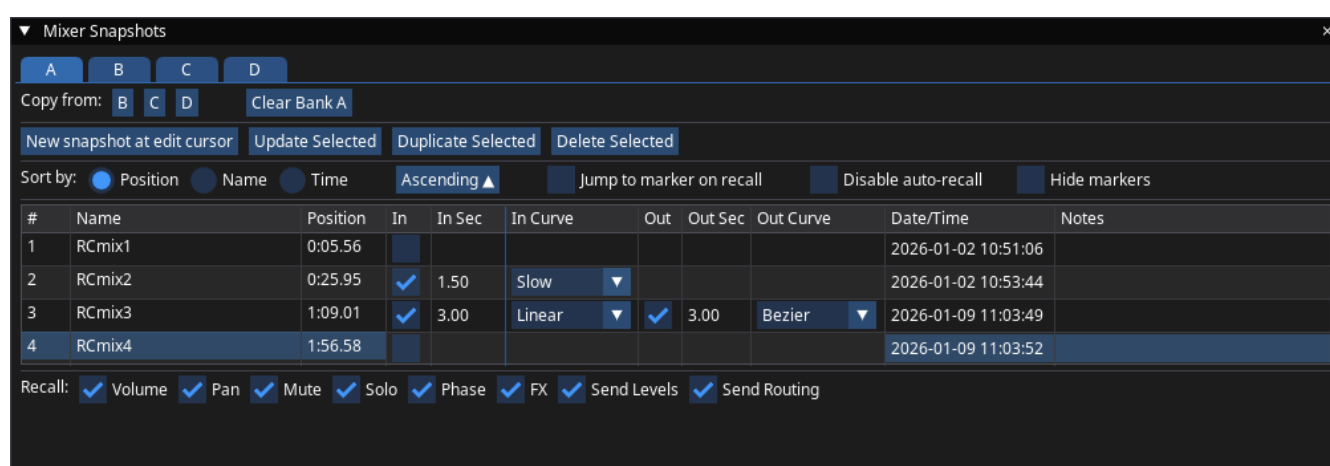 ▼ Mixer Snapshots ×
A B C D
Copy from: B C D Clear Bank A
New snapshot at edit cursor Update Selected Duplicate Selected Delete Selected
Sort by: Position Name Time Ascending ▲ Jump to marker on recall Disable auto-recall Hide markers
# Name Position In In Sec In Curve Out Out Sec Out Curve Date/Time Notes
1 RCmix1 0:05.56 2026-01-02 10:51:06
2 RCmix2 0:25.95 1.50 Slow ▼ 2026-01-02 10:53:44
3 RCmix3 1:09.01 3.00 Linear ▼ 3.00 Bezier ▼ 2026-01-09 11:03:49
4 RCmix4 1:56.58 2026-01-09 11:03:52
Recall: Volume Pan Mute Solo Phase FX Send Levels Send Routing